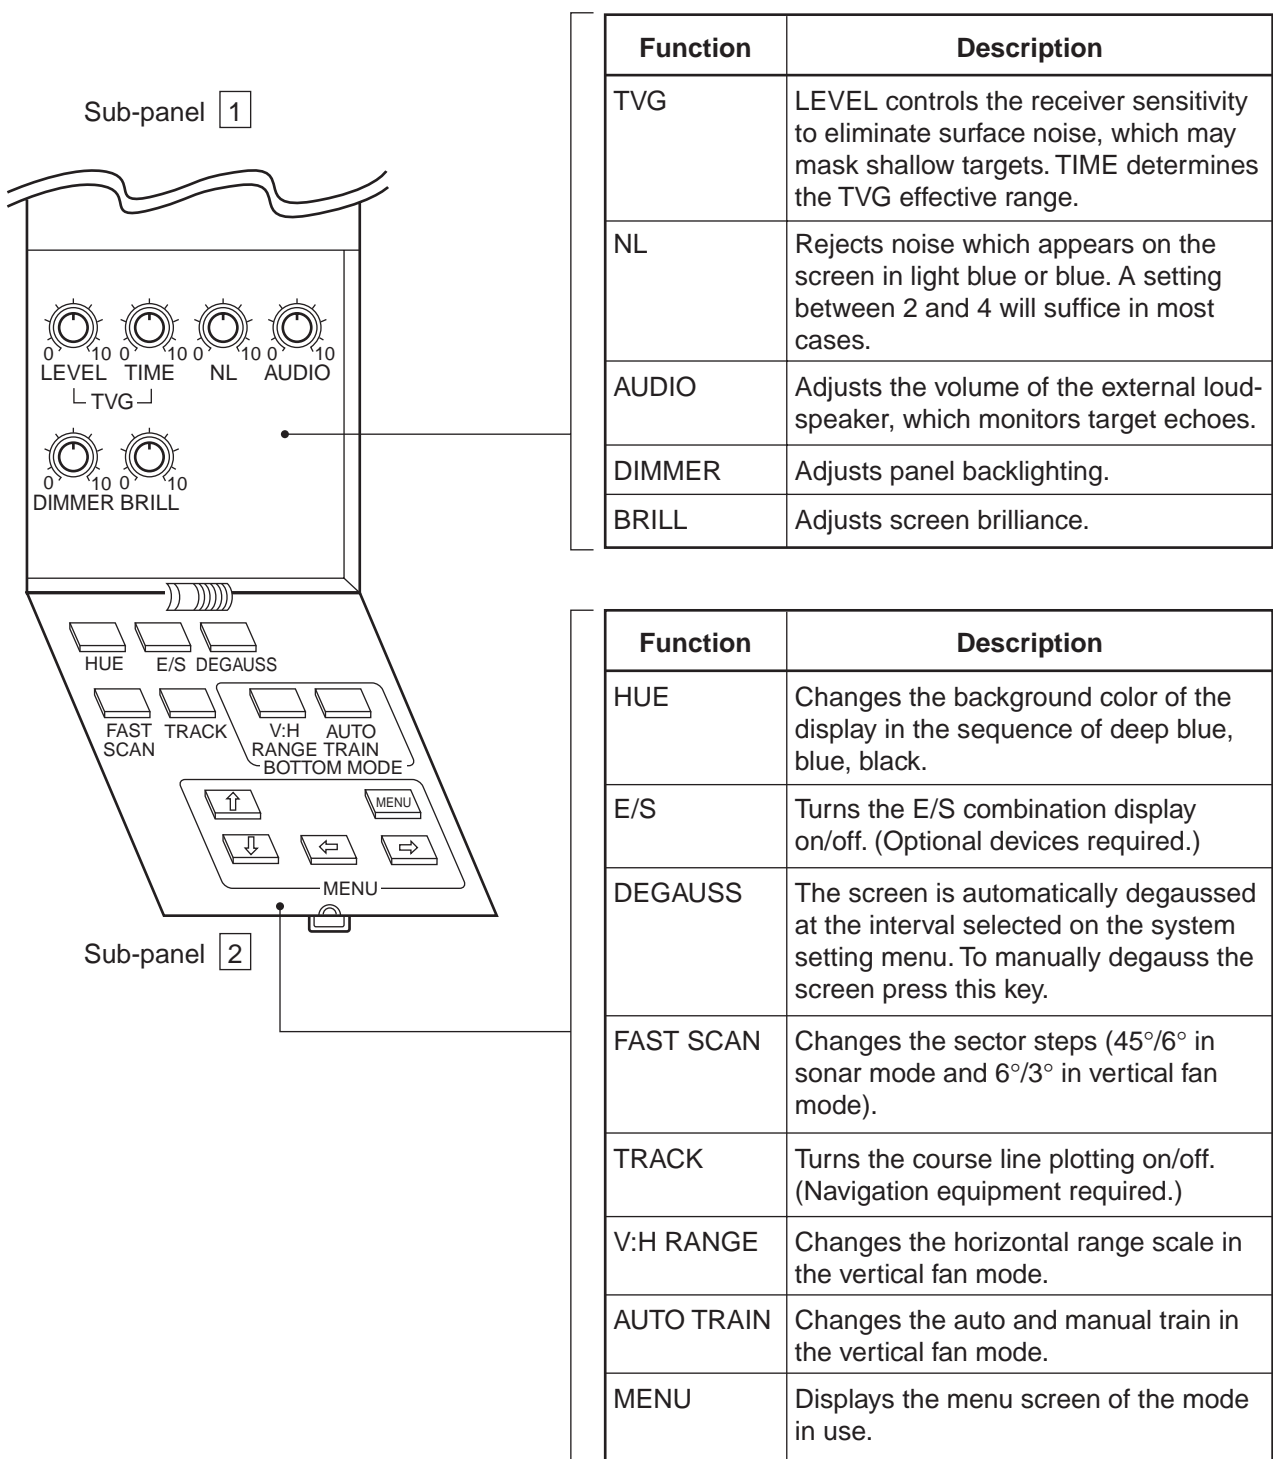 Sub-panel 1
0 10 0 10 0 10 0 10
LEVEL TIME NL AUDIO
TVG
0 10 0 10
DIMMER BRILL
HUE E/S DEGAUSS
FAST SCAN TRACK V:H RANGE AUTO TRAIN
BOTTOM MODE
MENU
MENU
Sub-panel 2
Function Description
TVG LEVEL controls the receiver sensitivity
to eliminate surface noise, which may
mask shallow targets. TIME determines
the TVG effective range.
NL Rejects noise which appears on the
screen in light blue or blue. A setting
between 2 and 4 will suffice in most
cases.
AUDIO Adjusts the volume of the external loud-
speaker, which monitors target echoes.
DIMMER Adjusts panel backlighting.
BRILL Adjusts screen brilliance.
Function Description
HUE Changes the background color of the
display in the sequence of deep blue,
blue, black.
E/S Turns the E/S combination display
on/off. (Optional devices required.)
DEGAUSS The screen is automatically degaussed
at the interval selected on the system
setting menu. To manually degauss the
screen press this key.
FAST SCAN Changes the sector steps (45°/6° in
sonar mode and 6°/3° in vertical fan
mode).
TRACK Turns the course line plotting on/off.
(Navigation equipment required.)
V:H RANGE Changes the horizontal range scale in
the vertical fan mode.
AUTO TRAIN Changes the auto and manual train in
the vertical fan mode.
MENU Displays the menu screen of the mode
in use.